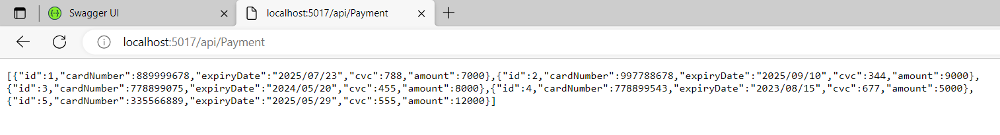 Swagger UI
localhost:5017/api/Payment
localhost:5017/api/Payment
[{"id":1,"cardNumber":889999678,"expiryDate":"2025/07/23","cvc":788,"amount":7000},{"id":2,"cardNumber":997788678,"expiryDate":"2025/09/10","cvc":344,"amount":9000},
{"id":3,"cardNumber":778899075,"expiryDate":"2024/05/20","cvc":455,"amount":8000},{"id":4,"cardNumber":778899543,"expiryDate":"2023/08/15","cvc":677,"amount":5000},
{"id":5,"cardNumber":335566889,"expiryDate":"2025/05/29","cvc":555,"amount":12000}]